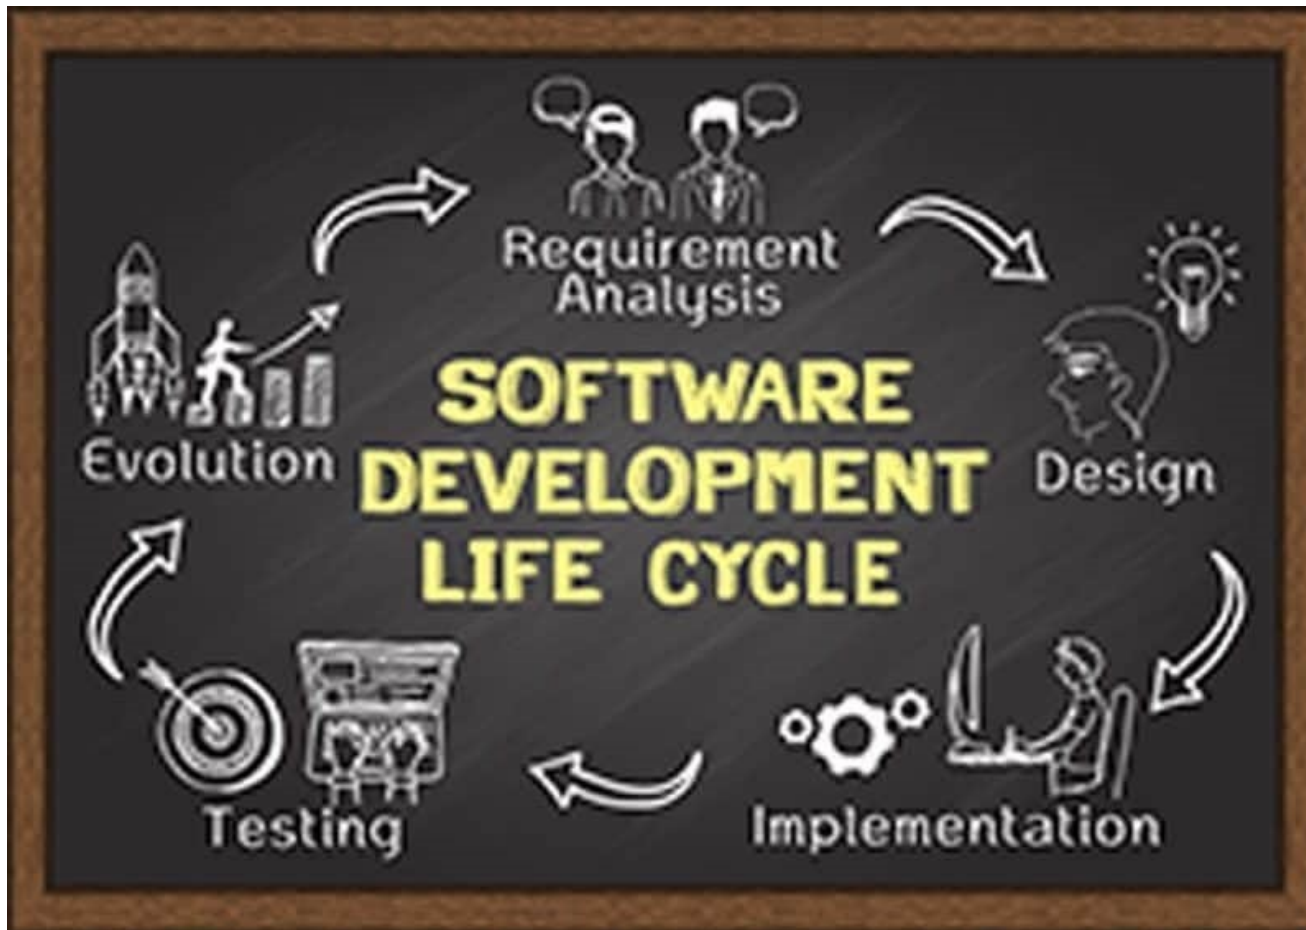 Requirement
Analysis
SOFTWARE
DEVELOPMENT
LIFE CYCLE
Evolution
Design
Testing
Implementation